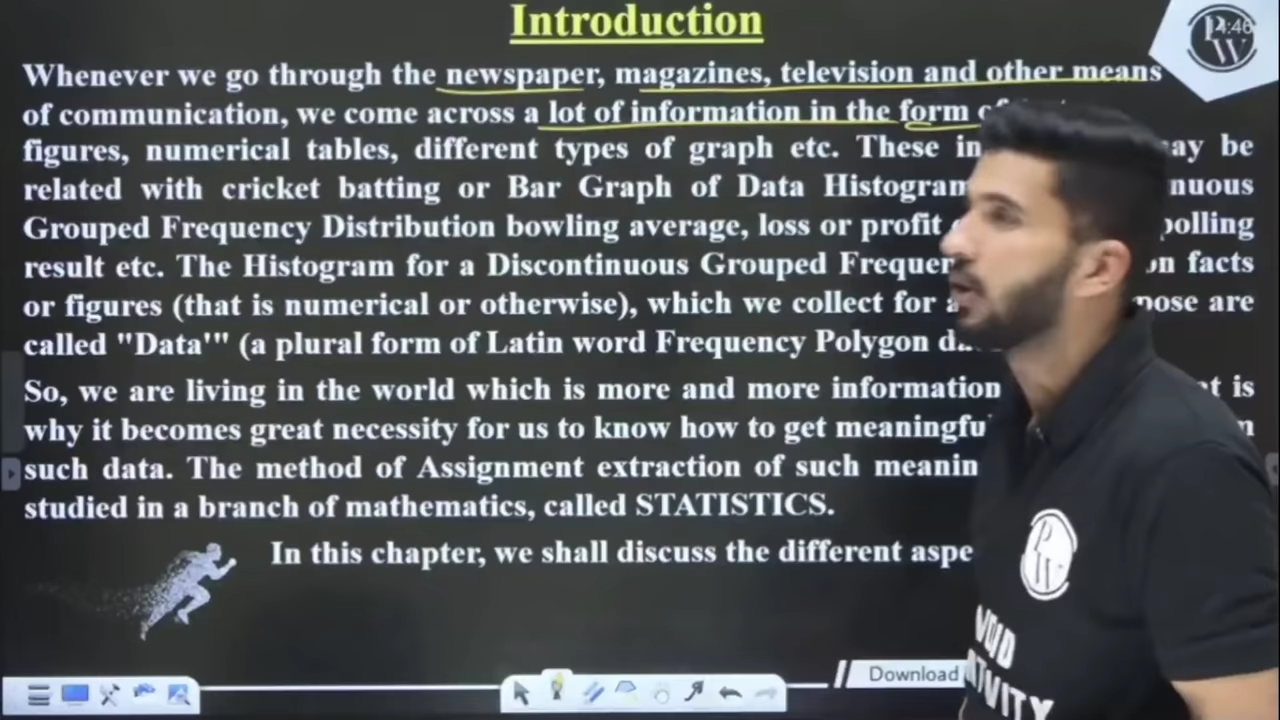 Introduction
4:46
PW
Whenever we go through the newspaper, magazines, television and other means
of communication, we come across a lot of information in the form
figures, numerical tables, different types of graph etc. These be
related with cricket batting or Bar Graph of Data Histogram
Grouped Frequency Distribution bowling average, loss or profit polling
result etc. The Histogram for a Discontinuous Grouped facts
or figures (that is numerical or otherwise), which we collect for are
called "Data'" (a plural form of Latin word Frequency Polygon
So, we are living in the world which is more and more information is
why it becomes great necessity for us to know how to get
such data. The method of Assignment extraction of such
studied in a branch of mathematics, called STATISTICS.
In this chapter, we shall discuss the different
Download
PW